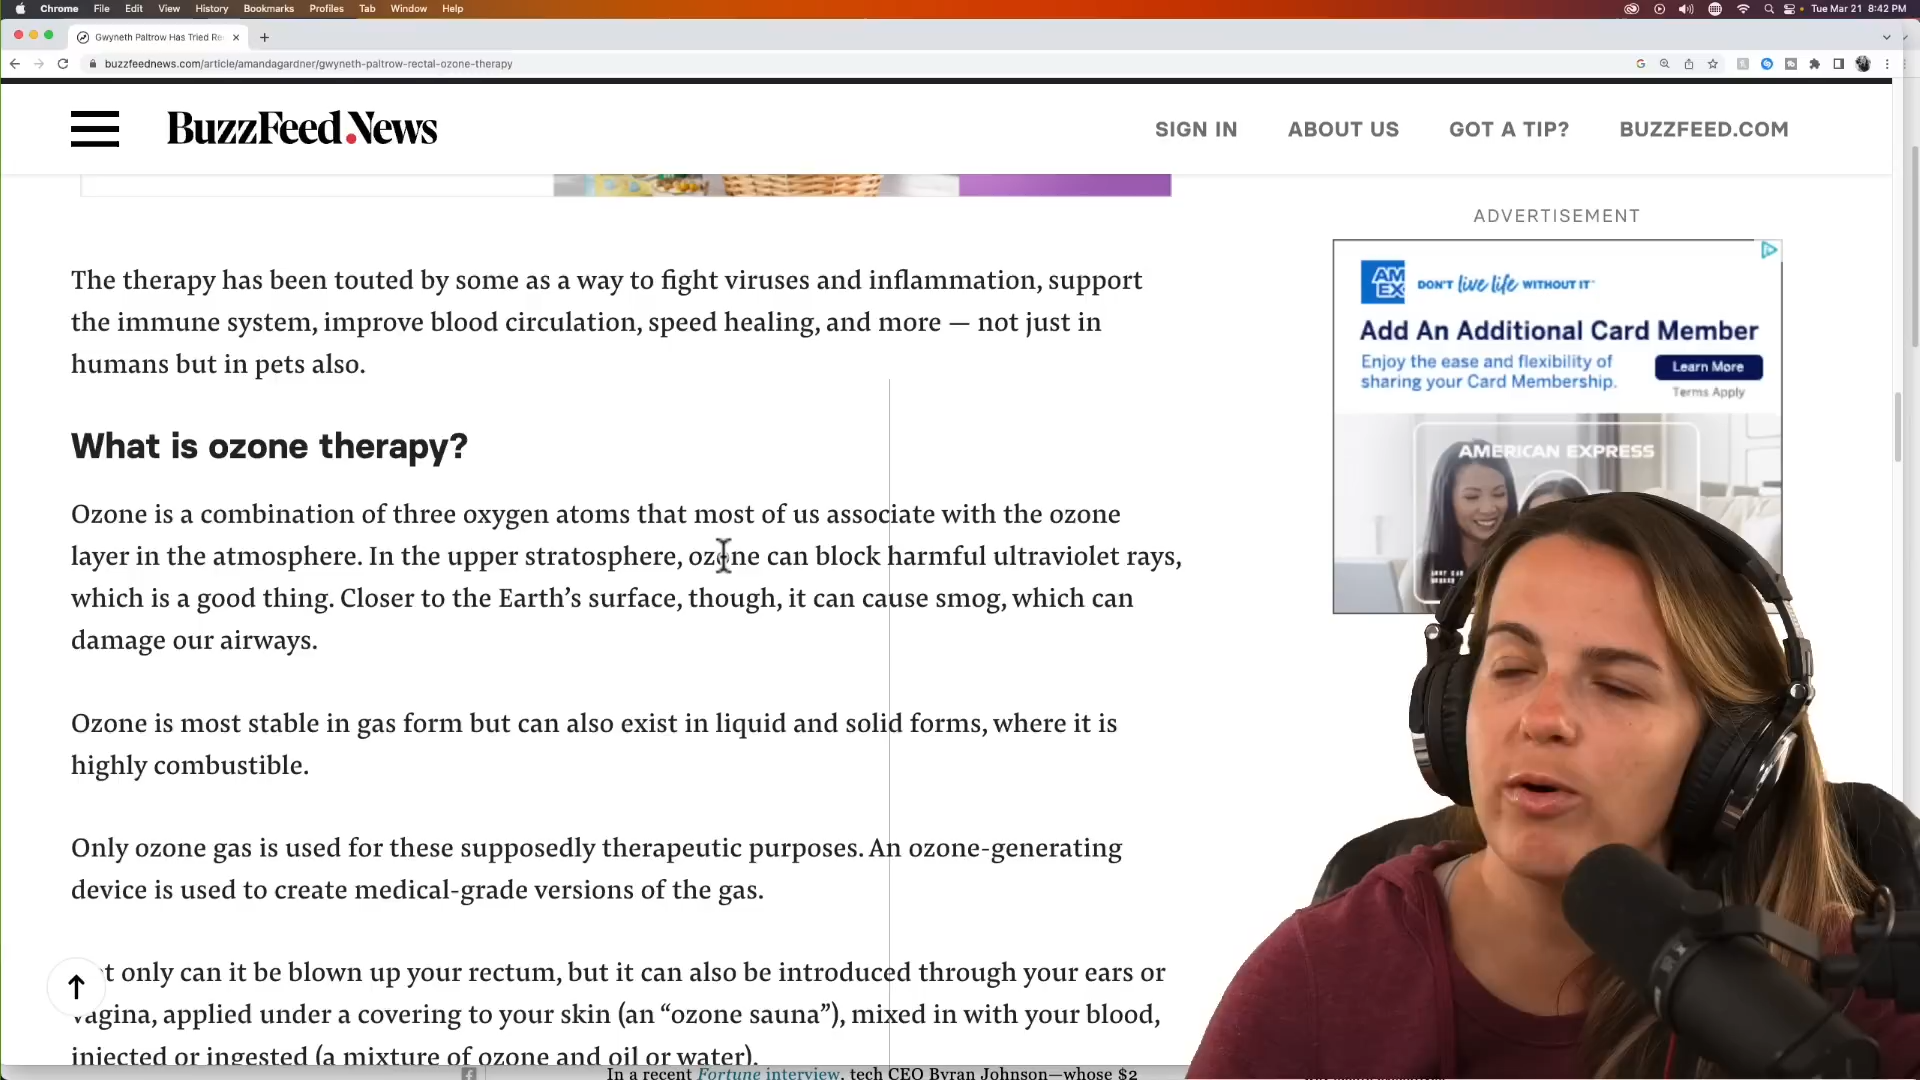 Chrome File Edit View History Bookmarks Profiles Tab Window Help
Tue Mar 21 8:42 PM
Gwyneth Paltrow Has Tried Re
buzzfeednews.com/article/amandagardner/gwyneth-paltrow-rectal-ozone-therapy
BuzzFeed.News
SIGN IN ABOUT US GOT A TIP? BUZZFEED.COM
ADVERTISEMENT
AM
EX
DON'T live life WITHOUT IT
Add An Additional Card Member
Enjoy the ease and flexibility of
sharing your Card Membership.
Learn More
Terms Apply
AMERICAN EXPRESS
The therapy has been touted by some as a way to fight viruses and inflammation, support
the immune system, improve blood circulation, speed healing, and more — not just in
humans but in pets also.
What is ozone therapy?
Ozone is a combination of three oxygen atoms that most of us associate with the ozone
layer in the atmosphere. In the upper stratosphere, ozone can block harmful ultraviolet rays,
which is a good thing. Closer to the Earth's surface, though, it can cause smog, which can
damage our airways.
Ozone is most stable in gas form but can also exist in liquid and solid forms, where it is
highly combustible.
Only ozone gas is used for these supposedly therapeutic purposes. An ozone-generating
device is used to create medical-grade versions of the gas.
only can it be blown up your rectum, but it can also be introduced through your ears or
vagina, applied under a covering to your skin (an “ozone sauna”), mixed in with your blood,
injected or ingested (a mixture of ozone and oil or water).
In a recent Fortune interview, tech CEO Byran Johnson—whose $2